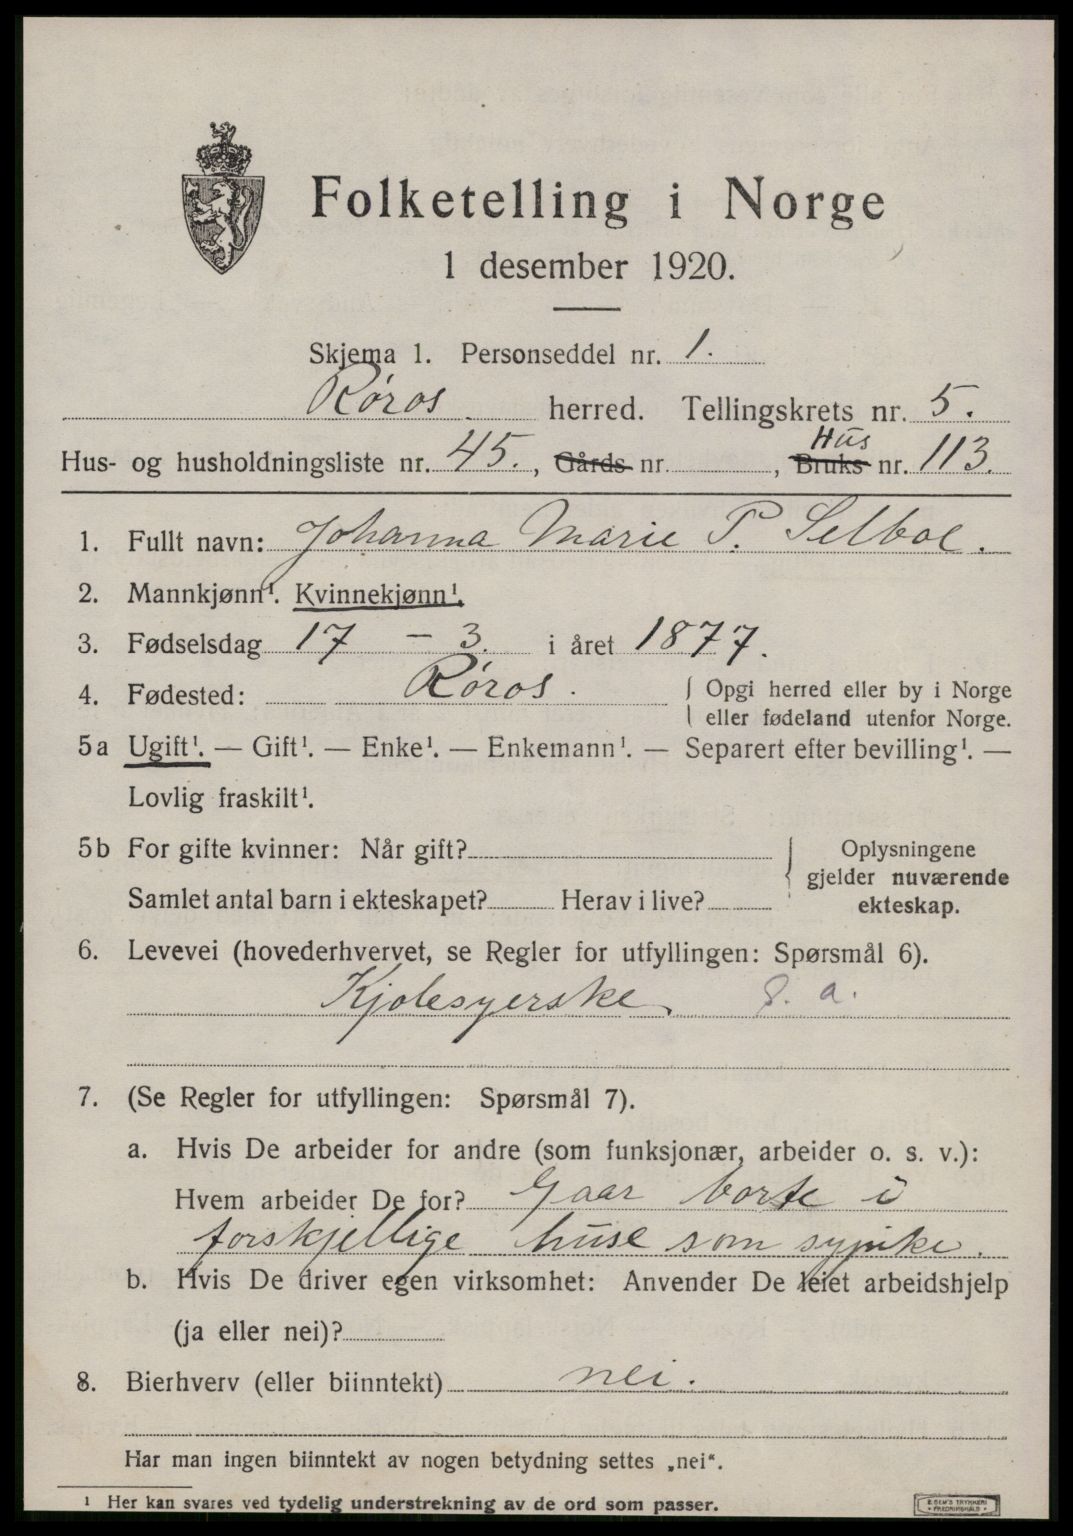 Folketelling i Norge
1 desember 1920.
Skjema 1. Personseddel nr. 1.
Røros herred. Tellingskrets nr. 5.
Hus
Hus- og husholdningsliste nr. 45., Gårds nr. , Bruks nr. 113.
1. Fullt navn: Johanna Marie P. Selboe.
2. Mannkjønn¹. Kvinnekjønn¹.
3. Fødselsdag 17 - 3. i året 1877.
4. Fødested: Røros. { Opgi herred eller by i Norge
eller fødeland utenfor Norge.
5a Ugift¹. — Gift¹. — Enke¹. — Enkemann¹. — Separert efter bevilling¹. —
Lovlig fraskilt¹.
5b For gifte kvinner: Når gift? { Oplysningene
gjelder nuværende
Samlet antal barn i ekteskapet? Herav i live?
ekteskap.
6. Levevei (hovederhvervet, se Regler for utfyllingen: Spørsmål 6).
Kjolesyerske. g. a.
7. (Se Regler for utfyllingen: Spørsmål 7).
a. Hvis De arbeider for andre (som funksjonær, arbeider o. s. v.):
Hvem arbeider De for? Gaar borte i
forskjellige huse som sypike.
b. Hvis De driver egen virksomhet: Anvender De leiet arbeidshjelp
(ja eller nei)?
8. Bierhverv (eller biinntekt) nei.
Har man ingen biinntekt av nogen betydning settes „nei“.
¹ Her kan svares ved tydelig understrekning av de ord som passer.